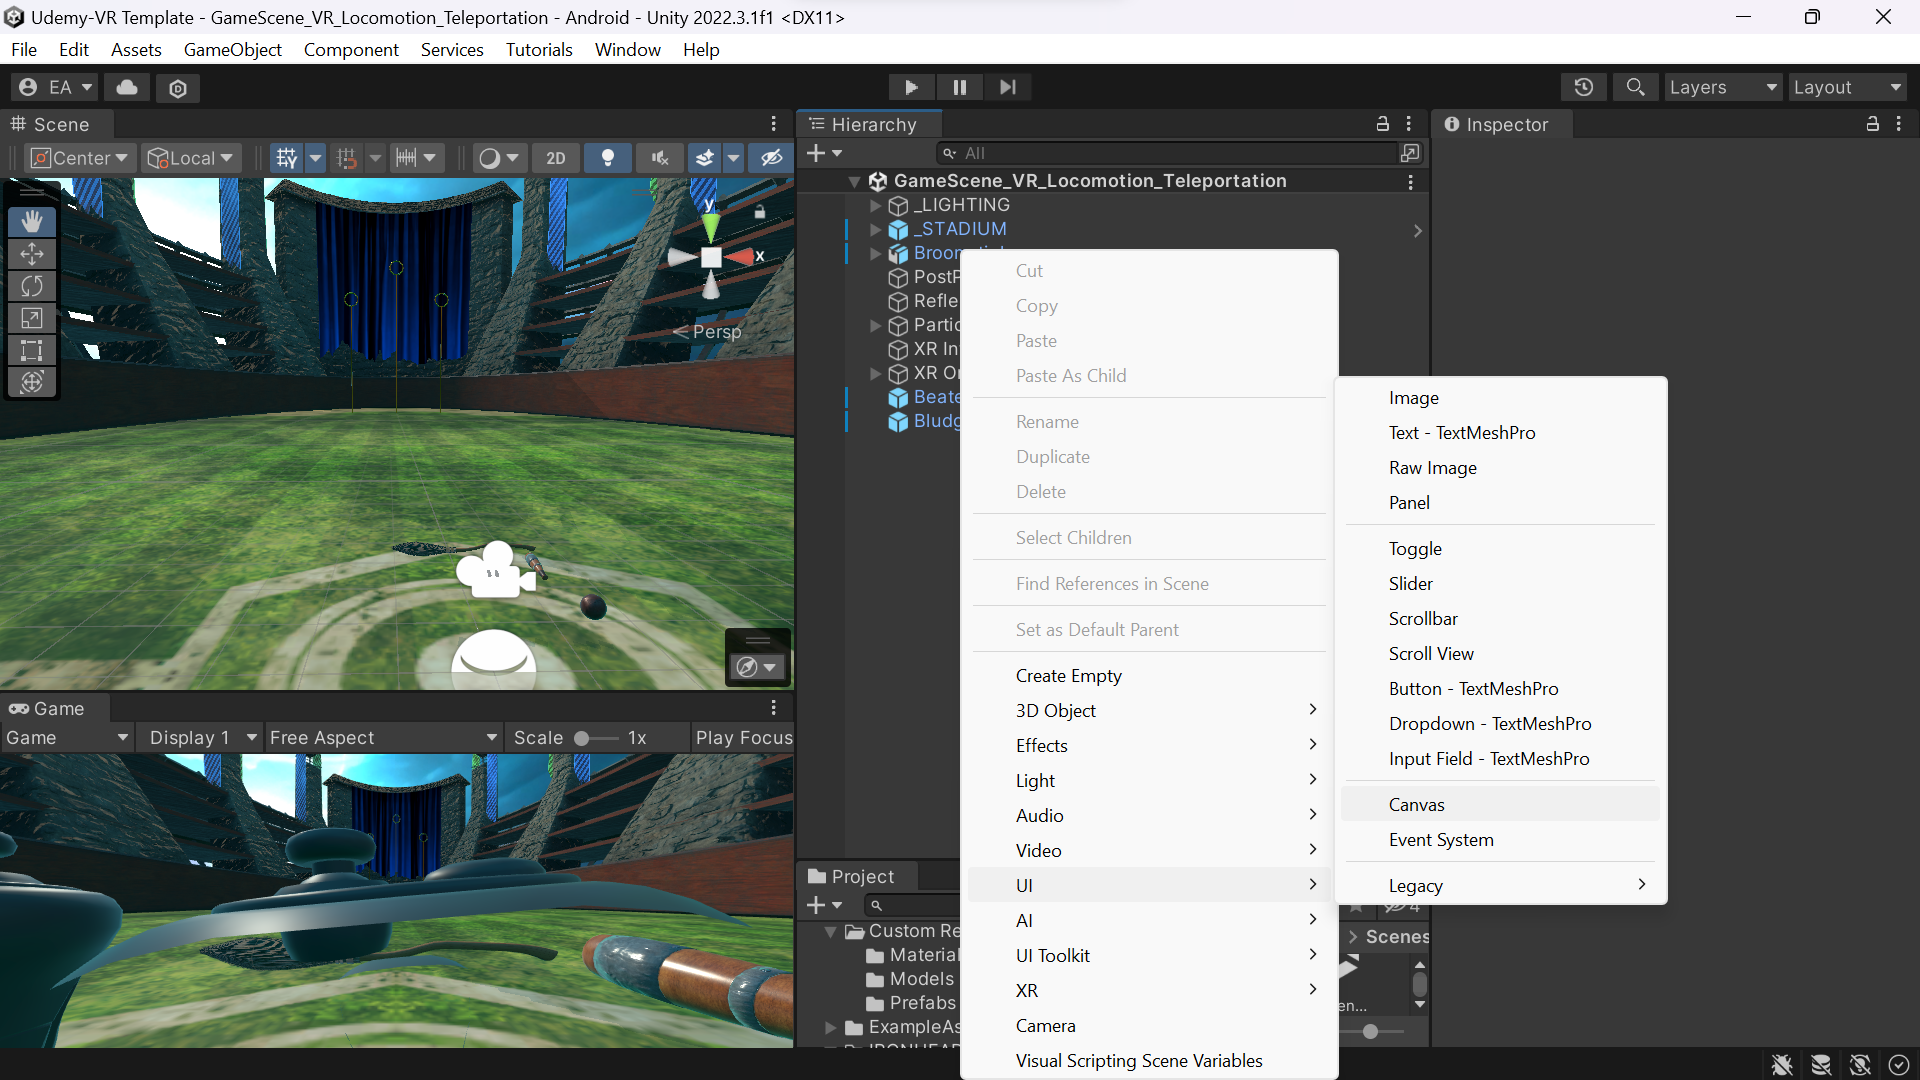 Udemy-VR Template - GameScene_VR_Locomotion_Teleportation - Android - Unity 2022.3.1f1 <DX11>
File Edit Assets GameObject Component Services Tutorials Window Help
EA Layers Layout
Scene Hierarchy Inspector
Center Local 2D All
GameScene_VR_Locomotion_Teleportation
_LIGHTING
_STADIUM
Broom
PostP
Refle
Partic
XR In
XR O
Beate
Bludg
y
x
Persp
Cut
Copy
Paste
Paste As Child
Rename
Duplicate
Delete
Select Children
Find References in Scene
Set as Default Parent
Create Empty
3D Object
Effects
Light
Audio
Video
UI
AI
UI Toolkit
XR
Camera
Visual Scripting Scene Variables
Image
Text - TextMeshPro
Raw Image
Panel
Toggle
Slider
Scrollbar
Scroll View
Button - TextMeshPro
Dropdown - TextMeshPro
Input Field - TextMeshPro
Canvas
Event System
Legacy
Game
Game Display 1 Free Aspect Scale 1x Play Focus
Project
4
Custom Re
Material
Models
Prefabs
ExampleAs
Scenes
en...